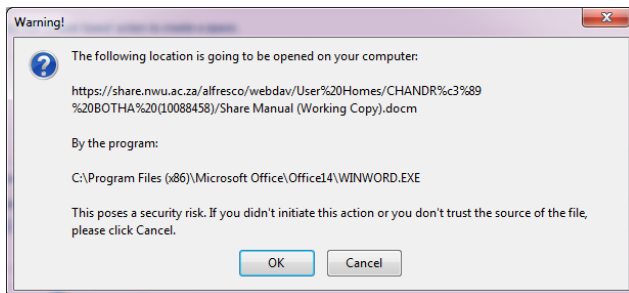 Warning!
The following location is going to be opened on your computer:
https://share.nwu.ac.za/alfresco/webdav/User%20Homes/CHANDR%c3%89
%20BOTHA%20(10088458)/Share Manual (Working Copy).docm
By the program:
C:\Program Files (x86)\Microsoft Office\Office14\WINWORD.EXE
This poses a security risk. If you didn't initiate this action or you don't trust the source of the file,
please click Cancel.
OK
Cancel